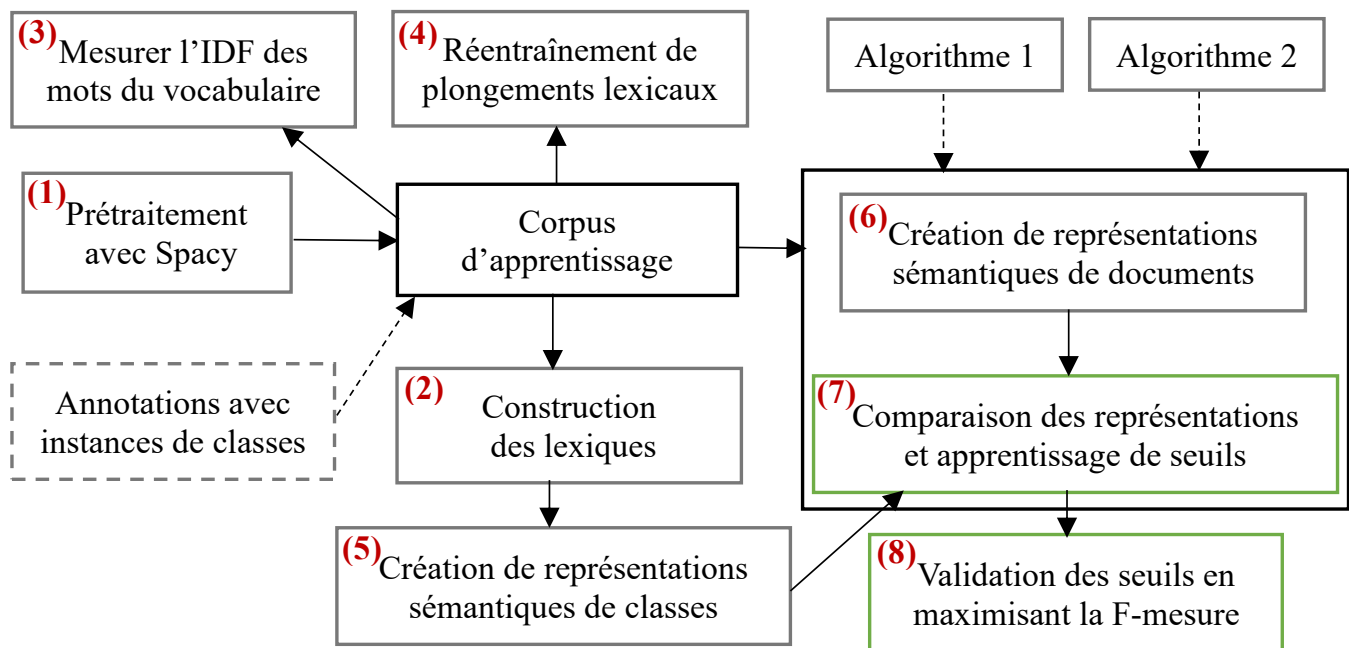 (3)
Mesurer l’IDF des
mots du vocabulaire
(4)
Réentraînement de
plongements lexicaux
Algorithme 1
Algorithme 2
(1)
Prétraitement
avec Spacy
Corpus
d’apprentissage
(6)
Création de représentations
sémantiques de documents
Annotations avec
instances de classes
(2)
Construction
des lexiques
(7)
Comparaison des représentations
et apprentissage de seuils
(5)
Création de représentations
sémantiques de classes
(8)
Validation des seuils en
maximisant la F-mesure